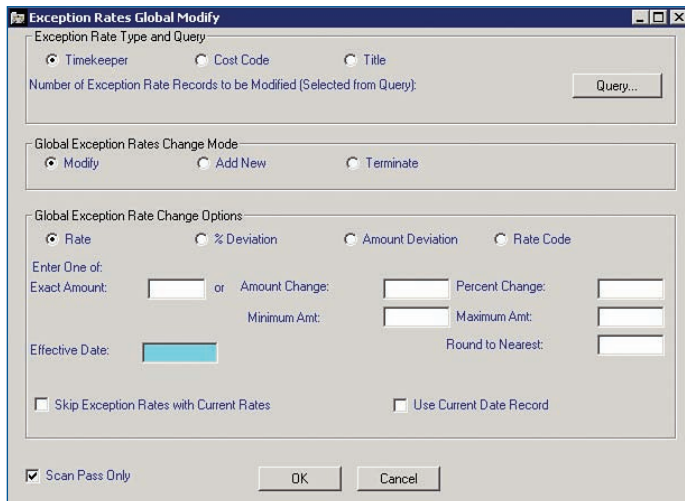 Exception Rates Global Modify
Exception Rate Type and Query
Timekeeper Cost Code Title
Number of Exception Rate Records to be Modified (Selected from Query):
Query...
Global Exception Rates Change Mode
Modify Add New Terminate
Global Exception Rate Change Options
Rate % Deviation Amount Deviation Rate Code
Enter One of:
Exact Amount: or Amount Change: Percent Change:
Minimum Amt: Maximum Amt:
Effective Date: Round to Nearest:
Skip Exception Rates with Current Rates Use Current Date Record
Scan Pass Only OK Cancel